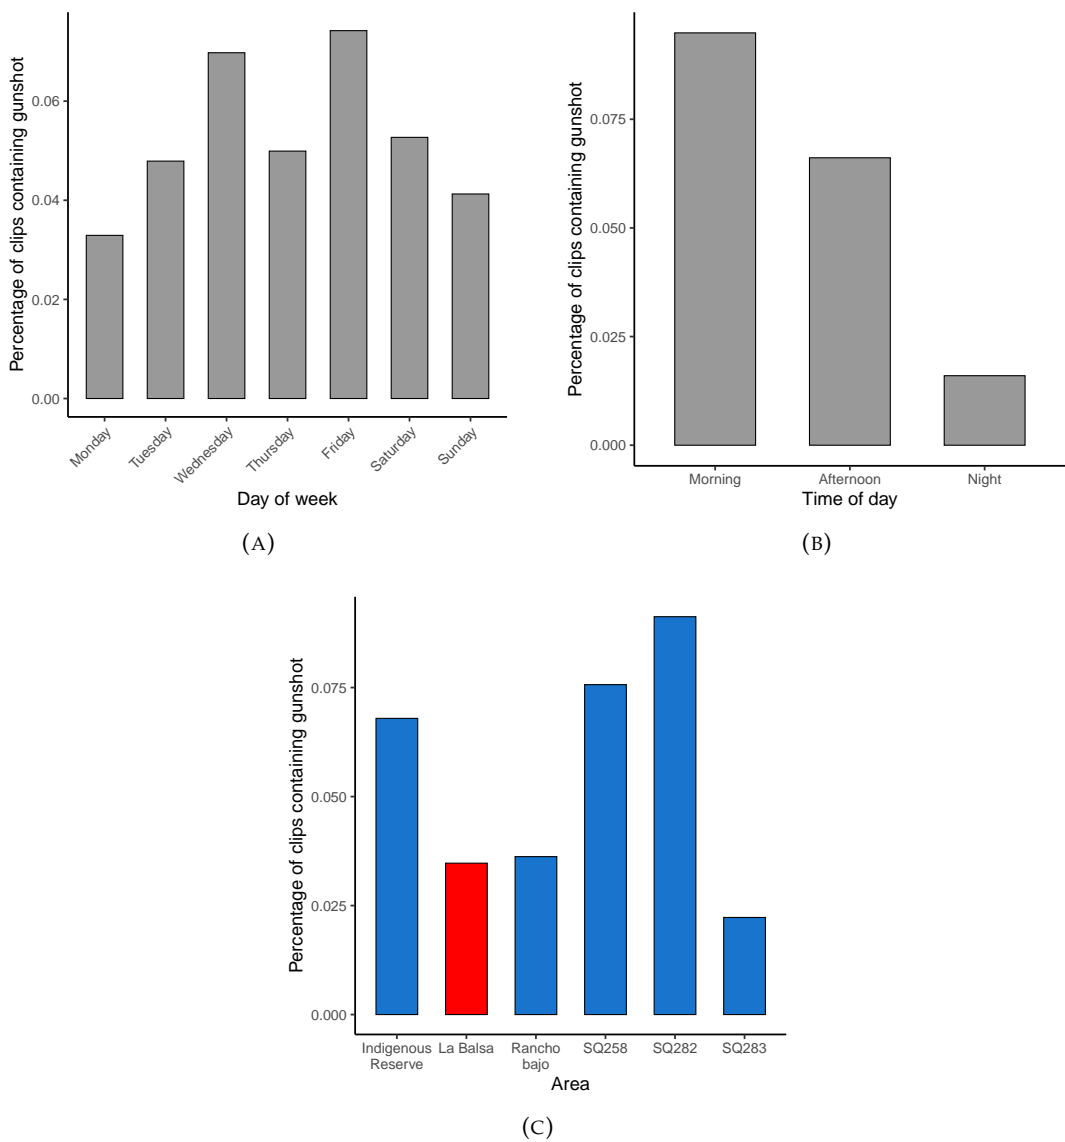 Percentage of clips containing gunshot
0.06
0.04
0.02
0.00
Monday
Tuesday
Wednesday
Thursday
Friday
Saturday
Sunday
Day of week
(A)
Percentage of clips containing gunshot
0.075
0.050
0.025
0.000
Morning
Afternoon
Night
Time of day
(B)
Percentage of clips containing gunshot
0.075
0.050
0.025
0.000
Indigenous
Reserve
La Balsa
Rancho
bajo
SQ258
SQ282
SQ283
Area
(C)